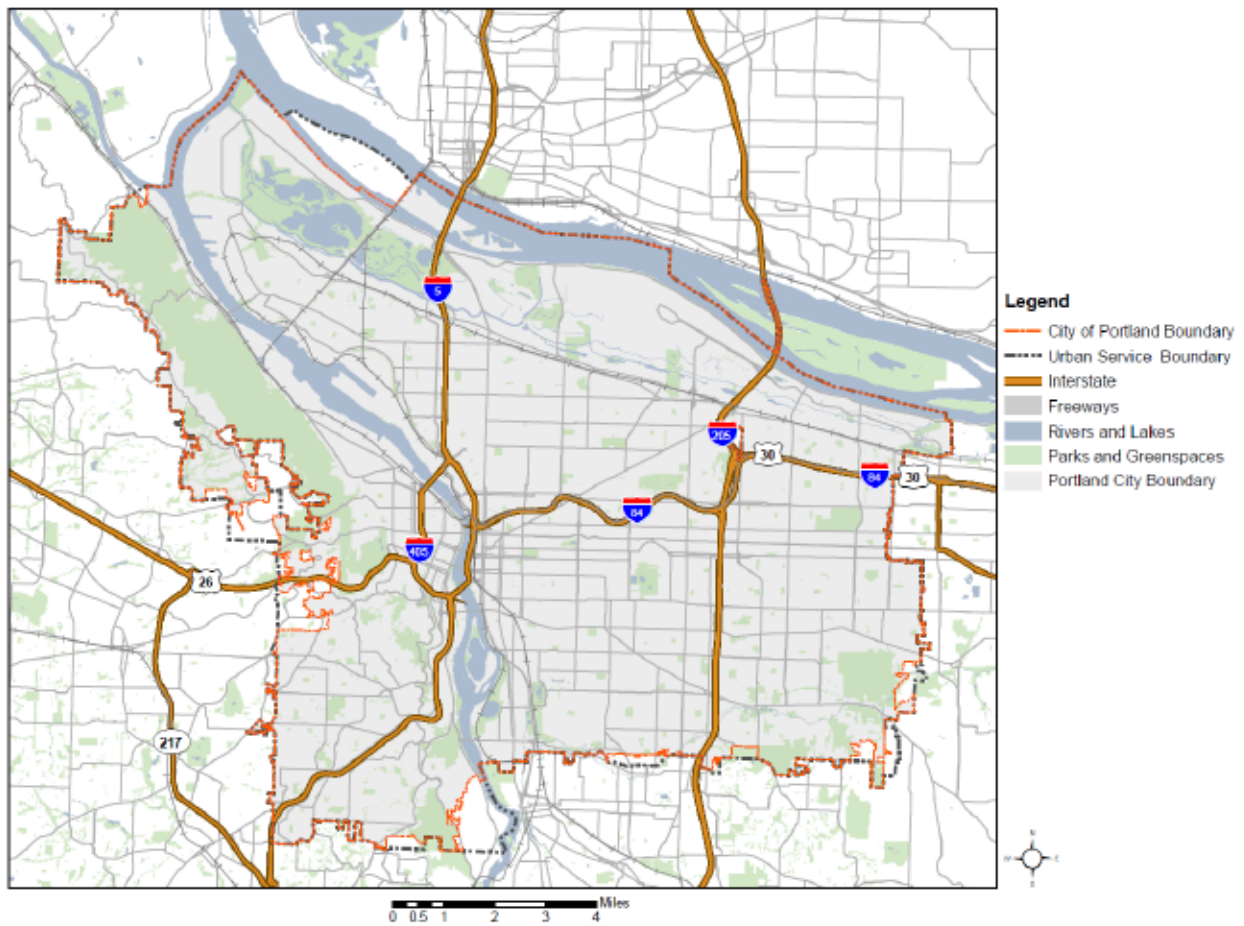 5
205
30
84
30
84
405
26
217
Legend
City of Portland Boundary
Urban Service Boundary
Interstate
Freeways
Rivers and Lakes
Parks and Greenspaces
Portland City Boundary
N
W
E
S
0 0.5 1 2 3 4 Miles